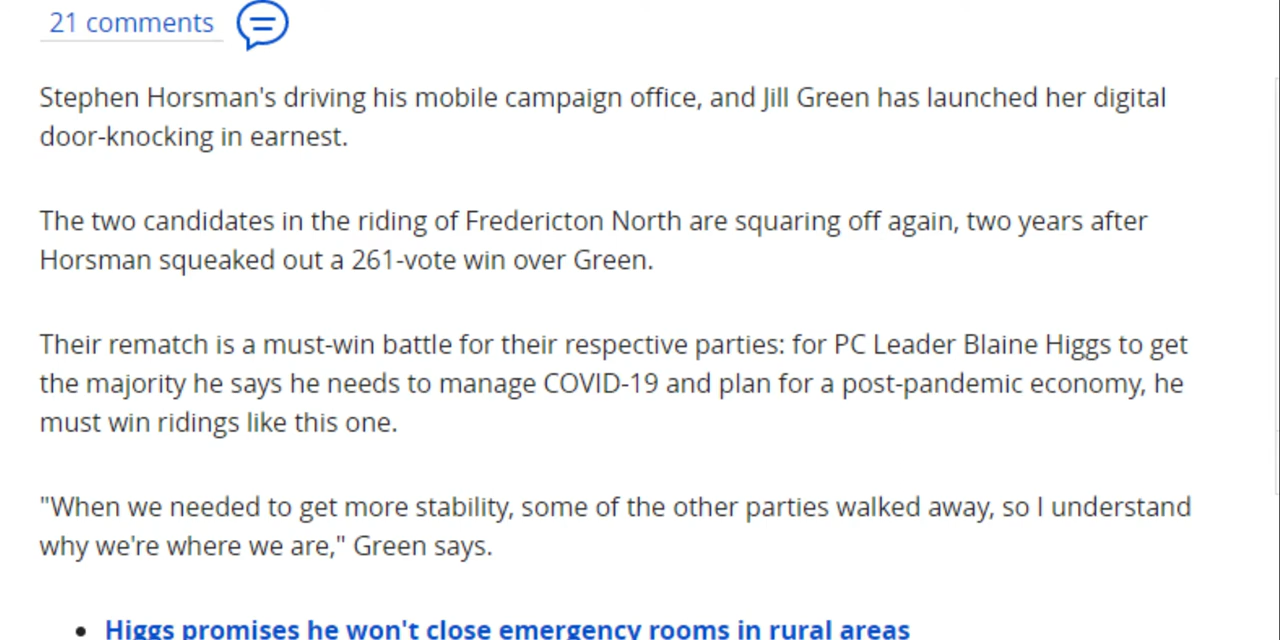 21 comments
Stephen Horsman's driving his mobile campaign office, and Jill Green has launched her digital
door-knocking in earnest.
The two candidates in the riding of Fredericton North are squaring off again, two years after
Horsman squeaked out a 261-vote win over Green.
Their rematch is a must-win battle for their respective parties: for PC Leader Blaine Higgs to get
the majority he says he needs to manage COVID-19 and plan for a post-pandemic economy, he
must win ridings like this one.
"When we needed to get more stability, some of the other parties walked away, so I understand
why we're where we are," Green says.
• Higgs promises he won't close emergency rooms in rural areas